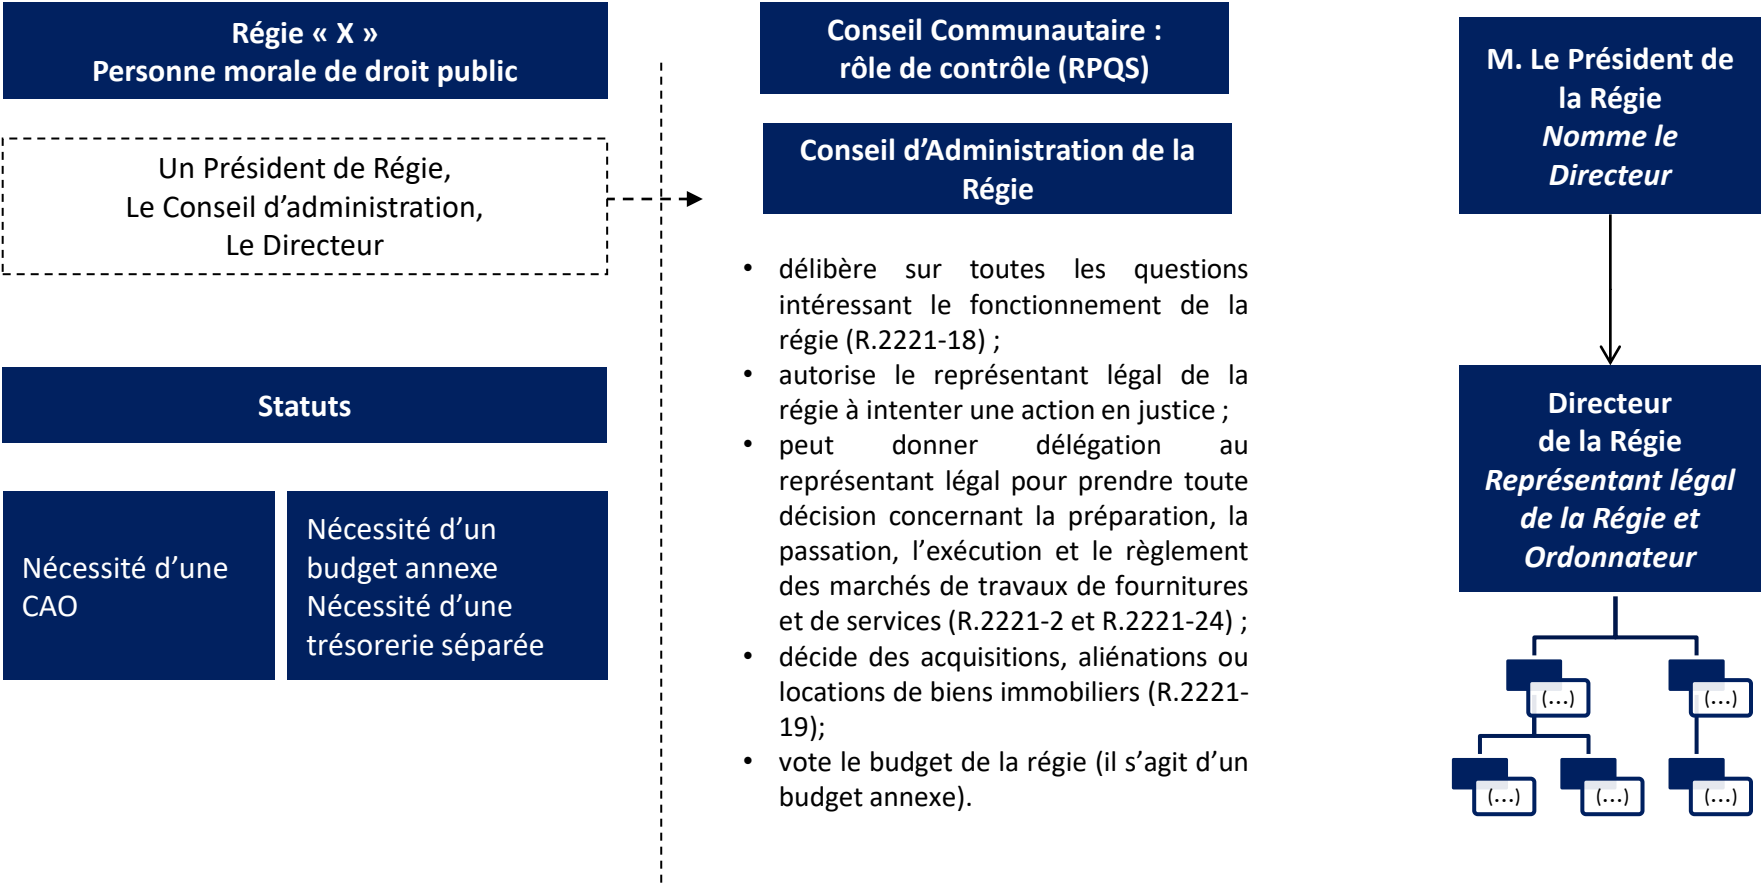 Régie « X »
Personne morale de droit public
Un Président de Régie,
Le Conseil d’administration,
Le Directeur
Statuts
Nécessité d’une
CAO
Nécessité d’un
budget annexe
Nécessité d’une
trésorerie séparée
Conseil Communautaire :
rôle de contrôle (RPQS)
Conseil d’Administration de la
Régie
• délibère sur toutes les questions
intéressant le fonctionnement de la
régie (R.2221-18) ;
• autorise le représentant légal de la
régie à intenter une action en justice ;
• peut donner délégation au
représentant légal pour prendre toute
décision concernant la préparation, la
passation, l’exécution et le règlement
des marchés de travaux de fournitures
et de services (R.2221-2 et R.2221-24) ;
• décide des acquisitions, aliénations ou
locations de biens immobiliers (R.2221-
19);
• vote le budget de la régie (il s’agit d’un
budget annexe).
M. Le Président de
la Régie
Nomme le
Directeur
Directeur
de la Régie
Représentant légal
de la Régie et
Ordonnateur
(...)
(...)
(...)
(...)
(...)